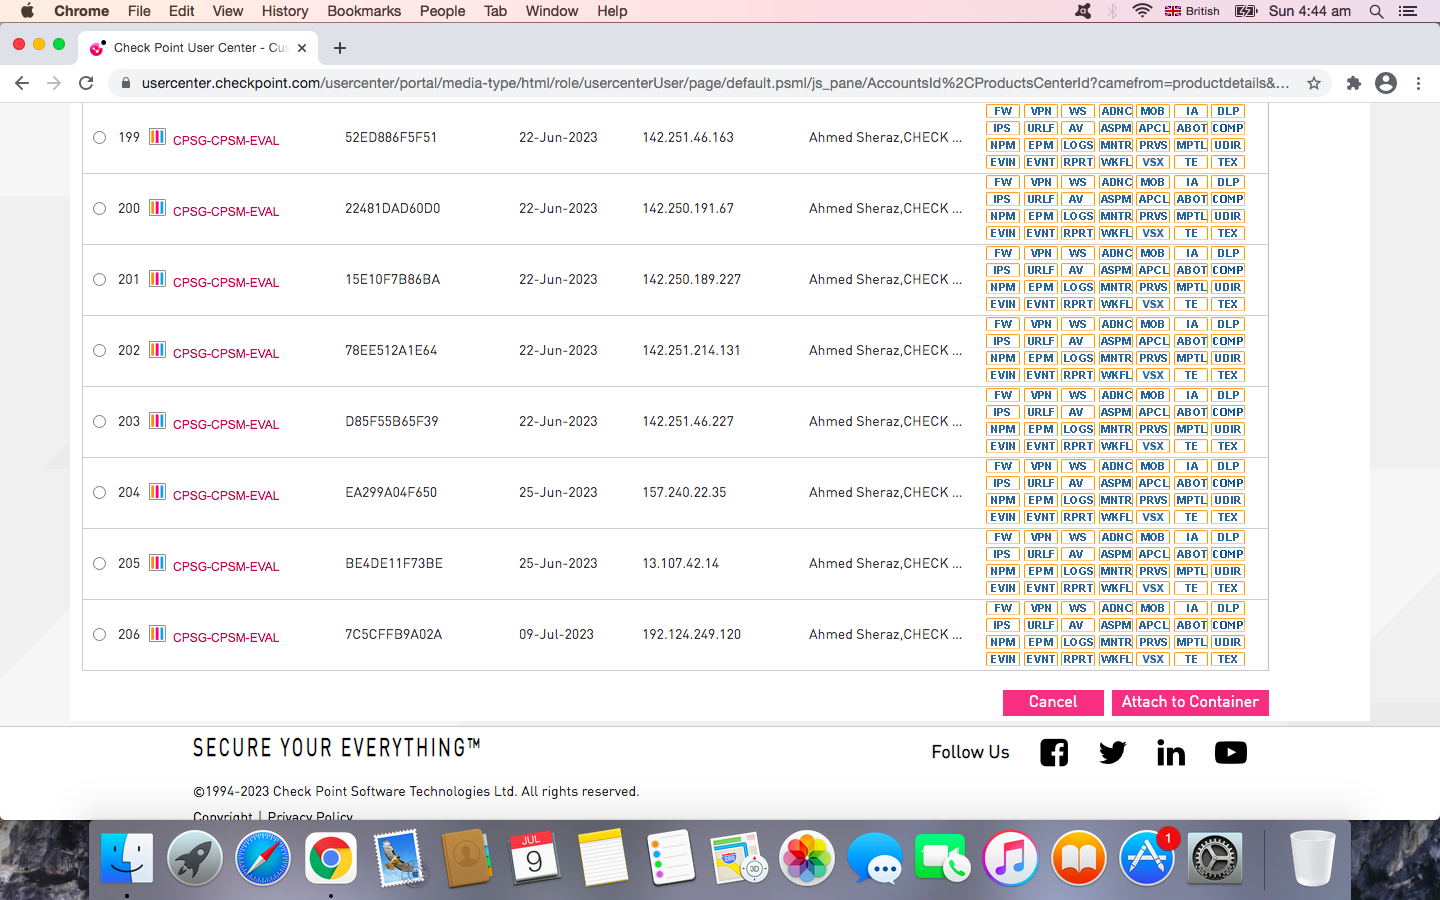 Chrome File Edit View History Bookmarks People Tab Window Help British Sun 4:44 am
Check Point User Center - Cus
usercenter.checkpoint.com/usercenter/portal/media-type/html/role/usercenterUser/page/default.psml/js_pane/AccountsId%2CProductsCenterId?camefrom=productdetails&...
FW VPN WS ADNC MOB IA DLP
199 CPSG-CPSM-EVAL 52ED886F5F51 22-Jun-2023 142.251.46.163 Ahmed Sheraz,CHECK ... IPS URLF AV ASPM APCL ABOT COMP
NPM EPM LOGS MNTR PRVS MPTL UDIR
EVIN EVNT RPRT WKFL VSX TE TEX
FW VPN WS ADNC MOB IA DLP
200 CPSG-CPSM-EVAL 22481DAD60D0 22-Jun-2023 142.250.191.67 Ahmed Sheraz,CHECK ... IPS URLF AV ASPM APCL ABOT COMP
NPM EPM LOGS MNTR PRVS MPTL UDIR
EVIN EVNT RPRT WKFL VSX TE TEX
FW VPN WS ADNC MOB IA DLP
201 CPSG-CPSM-EVAL 15E10F7B86BA 22-Jun-2023 142.250.189.227 Ahmed Sheraz,CHECK ... IPS URLF AV ASPM APCL ABOT COMP
NPM EPM LOGS MNTR PRVS MPTL UDIR
EVIN EVNT RPRT WKFL VSX TE TEX
FW VPN WS ADNC MOB IA DLP
202 CPSG-CPSM-EVAL 78EE512A1E64 22-Jun-2023 142.251.214.131 Ahmed Sheraz,CHECK ... IPS URLF AV ASPM APCL ABOT COMP
NPM EPM LOGS MNTR PRVS MPTL UDIR
EVIN EVNT RPRT WKFL VSX TE TEX
FW VPN WS ADNC MOB IA DLP
203 CPSG-CPSM-EVAL D85F55B65F39 22-Jun-2023 142.251.46.227 Ahmed Sheraz,CHECK ... IPS URLF AV ASPM APCL ABOT COMP
NPM EPM LOGS MNTR PRVS MPTL UDIR
EVIN EVNT RPRT WKFL VSX TE TEX
FW VPN WS ADNC MOB IA DLP
204 CPSG-CPSM-EVAL EA299A04F650 25-Jun-2023 157.240.22.35 Ahmed Sheraz,CHECK ... IPS URLF AV ASPM APCL ABOT COMP
NPM EPM LOGS MNTR PRVS MPTL UDIR
EVIN EVNT RPRT WKFL VSX TE TEX
FW VPN WS ADNC MOB IA DLP
205 CPSG-CPSM-EVAL BE4DE11F73BE 25-Jun-2023 13.107.42.14 Ahmed Sheraz,CHECK ... IPS URLF AV ASPM APCL ABOT COMP
NPM EPM LOGS MNTR PRVS MPTL UDIR
EVIN EVNT RPRT WKFL VSX TE TEX
FW VPN WS ADNC MOB IA DLP
206 CPSG-CPSM-EVAL 7C5CFFB9A02A 09-Jul-2023 192.124.249.120 Ahmed Sheraz,CHECK ... IPS URLF AV ASPM APCL ABOT COMP
NPM EPM LOGS MNTR PRVS MPTL UDIR
EVIN EVNT RPRT WKFL VSX TE TEX
Cancel Attach to Container
SECURE YOUR EVERYTHING™ Follow Us
©1994-2023 Check Point Software Technologies Ltd. All rights reserved.
Copyright | Privacy Policy
JUL
9
280
3D
1